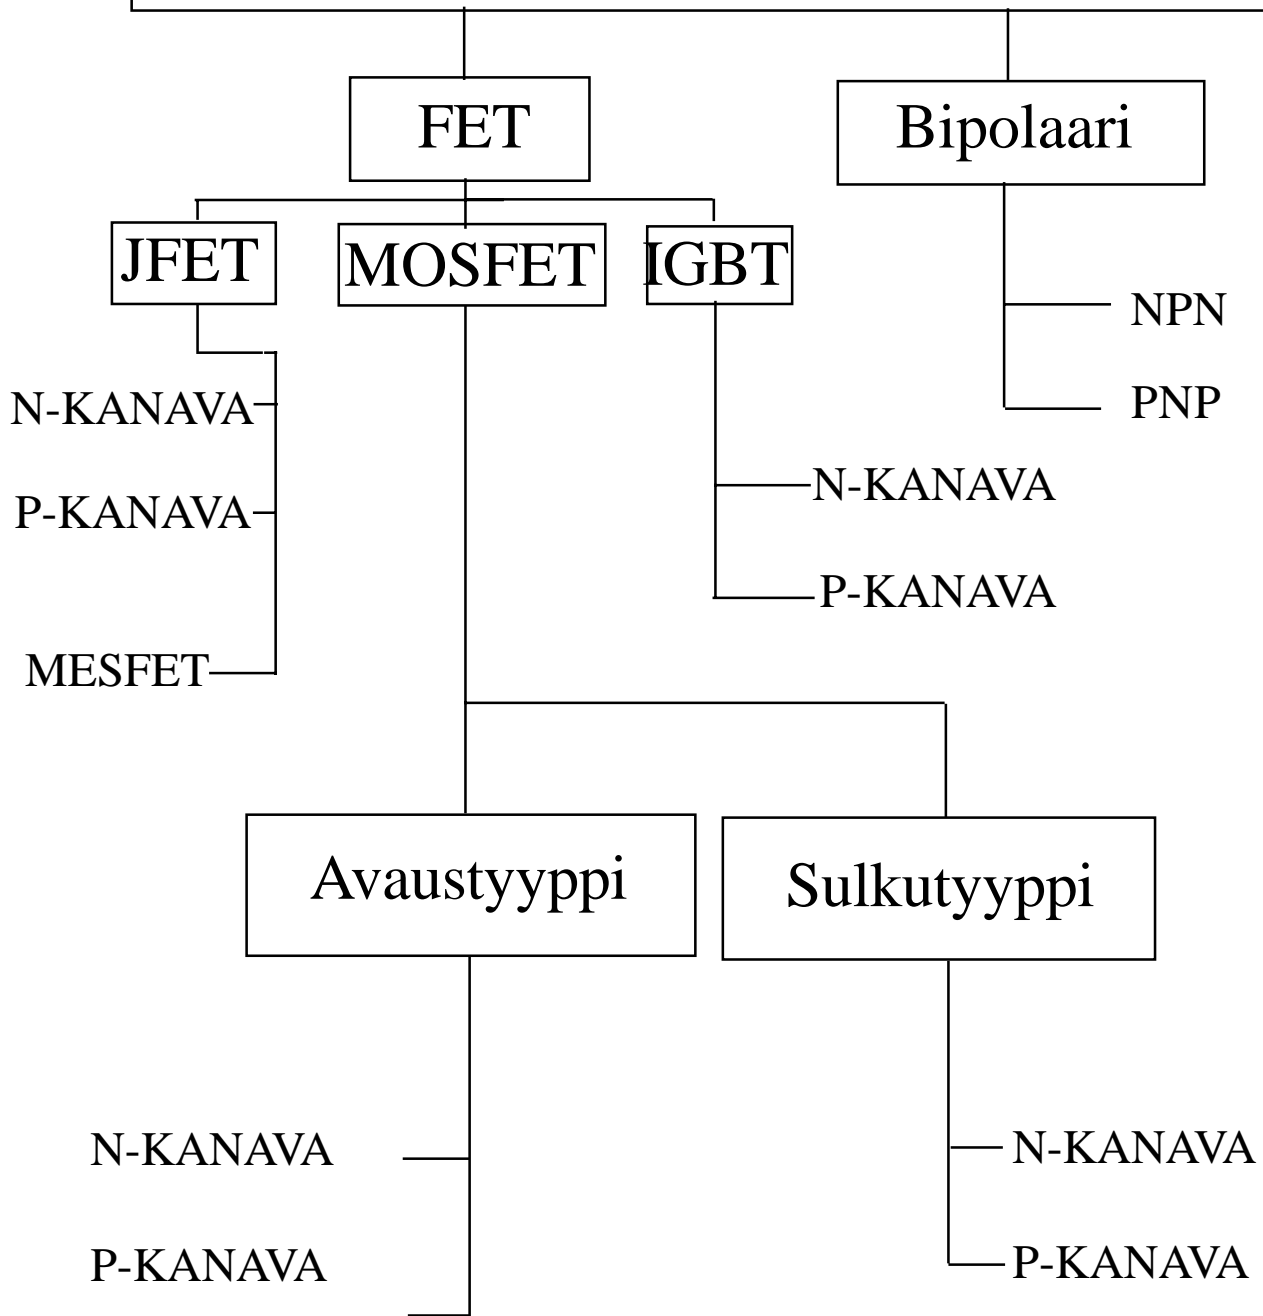 FET
Bipolaari
JFET
MOSFET
IGBT
NPN
PNP
N-KANAVA
P-KANAVA
MESFET
N-KANAVA
P-KANAVA
Avaustyyppi
Sulkutyyppi
N-KANAVA
P-KANAVA
N-KANAVA
P-KANAVA